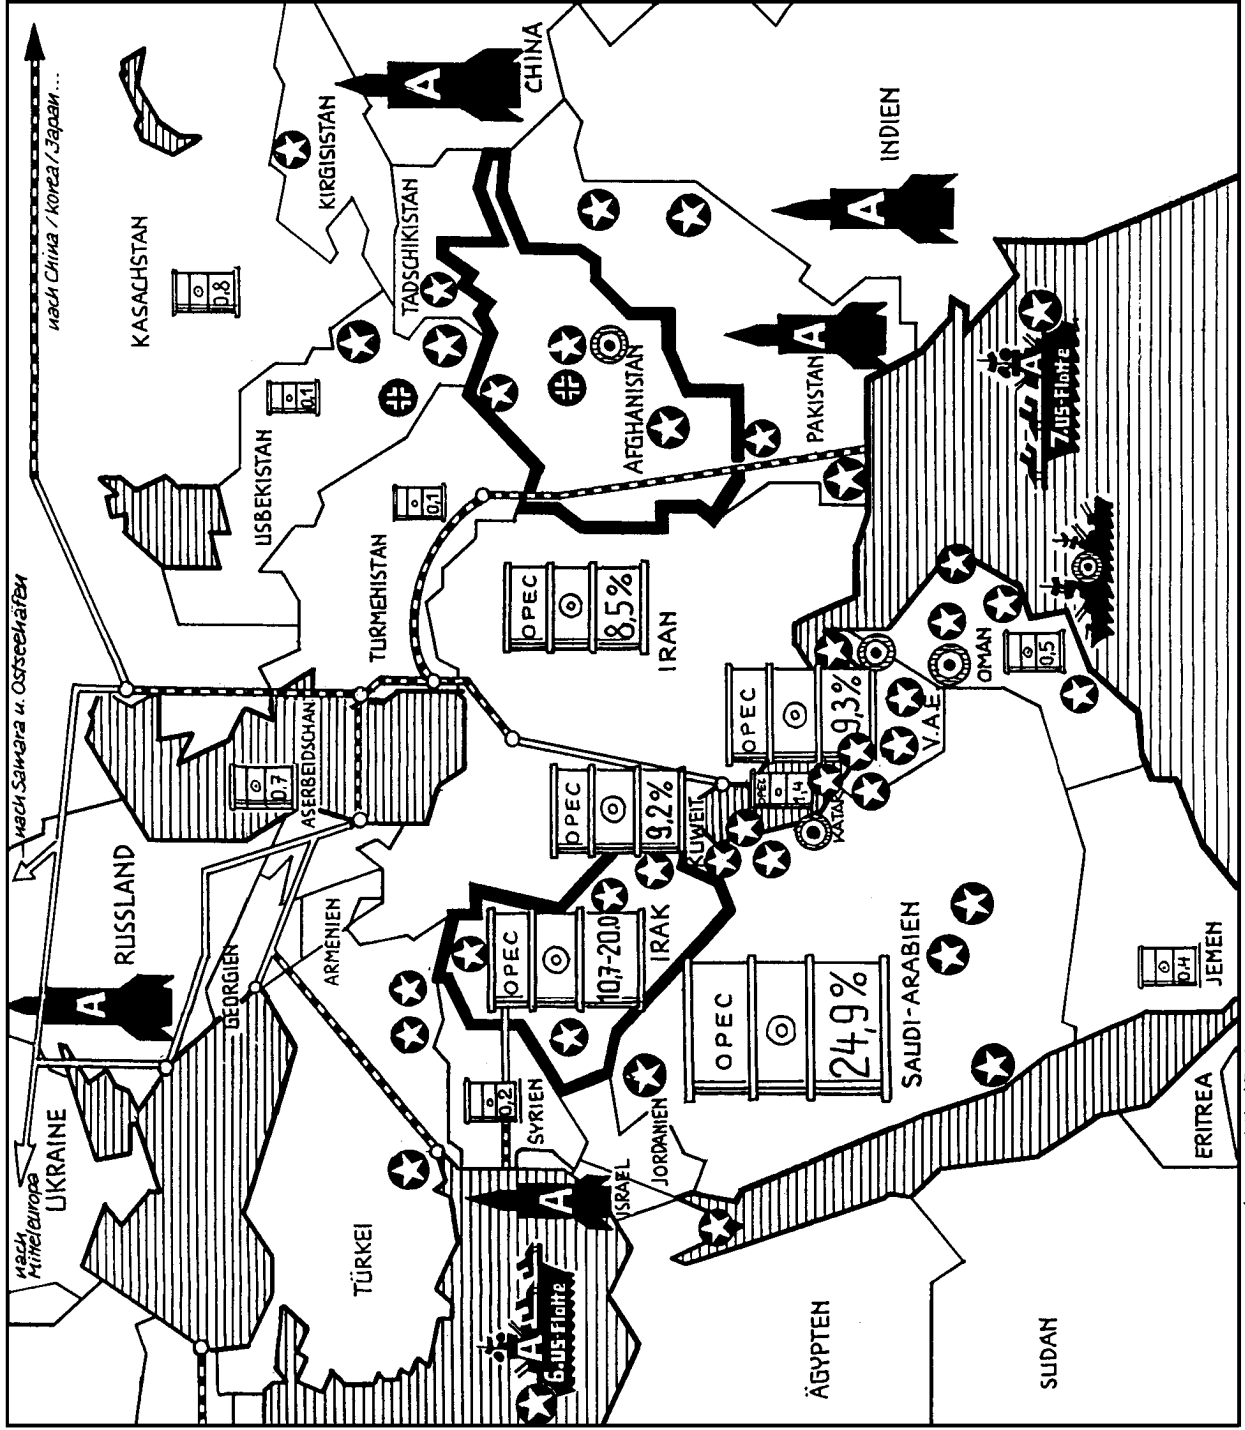 nach China / Korea / Japan...
nach Samara u. Ostseehäfen
nach
Mitteleuropa
UKRAINE
RUSSLAND
A
KASACHSTAN
0,8
KIRGISISTAN
CHINA
A
TADSCHIKISTAN
USBEKISTAN
0,1
TURMENISTAN
0,1
ASERBEIDSCHAN
0,7
GEORGIEN
ARMENIEN
TÜRKEI
SYRIEN
0,2
ISRAEL
A
JORDANIEN
IRAK
OPEC
10,7-20.0
KUWEIT
OPEC
9,2%
IRAN
OPEC
8,5%
AFGHANISTAN
PAKISTAN
A
INDIEN
A
OPEC
9,3%
V.A.E.
KATAR
OPEC
1,4
OMAN
0,5
SAUDI-ARABIEN
OPEC
24,9%
JEMEN
0,4
ERITREA
SUDAN
ÄGYPTEN
A
6.US-Flotte
A
7.US-Flotte